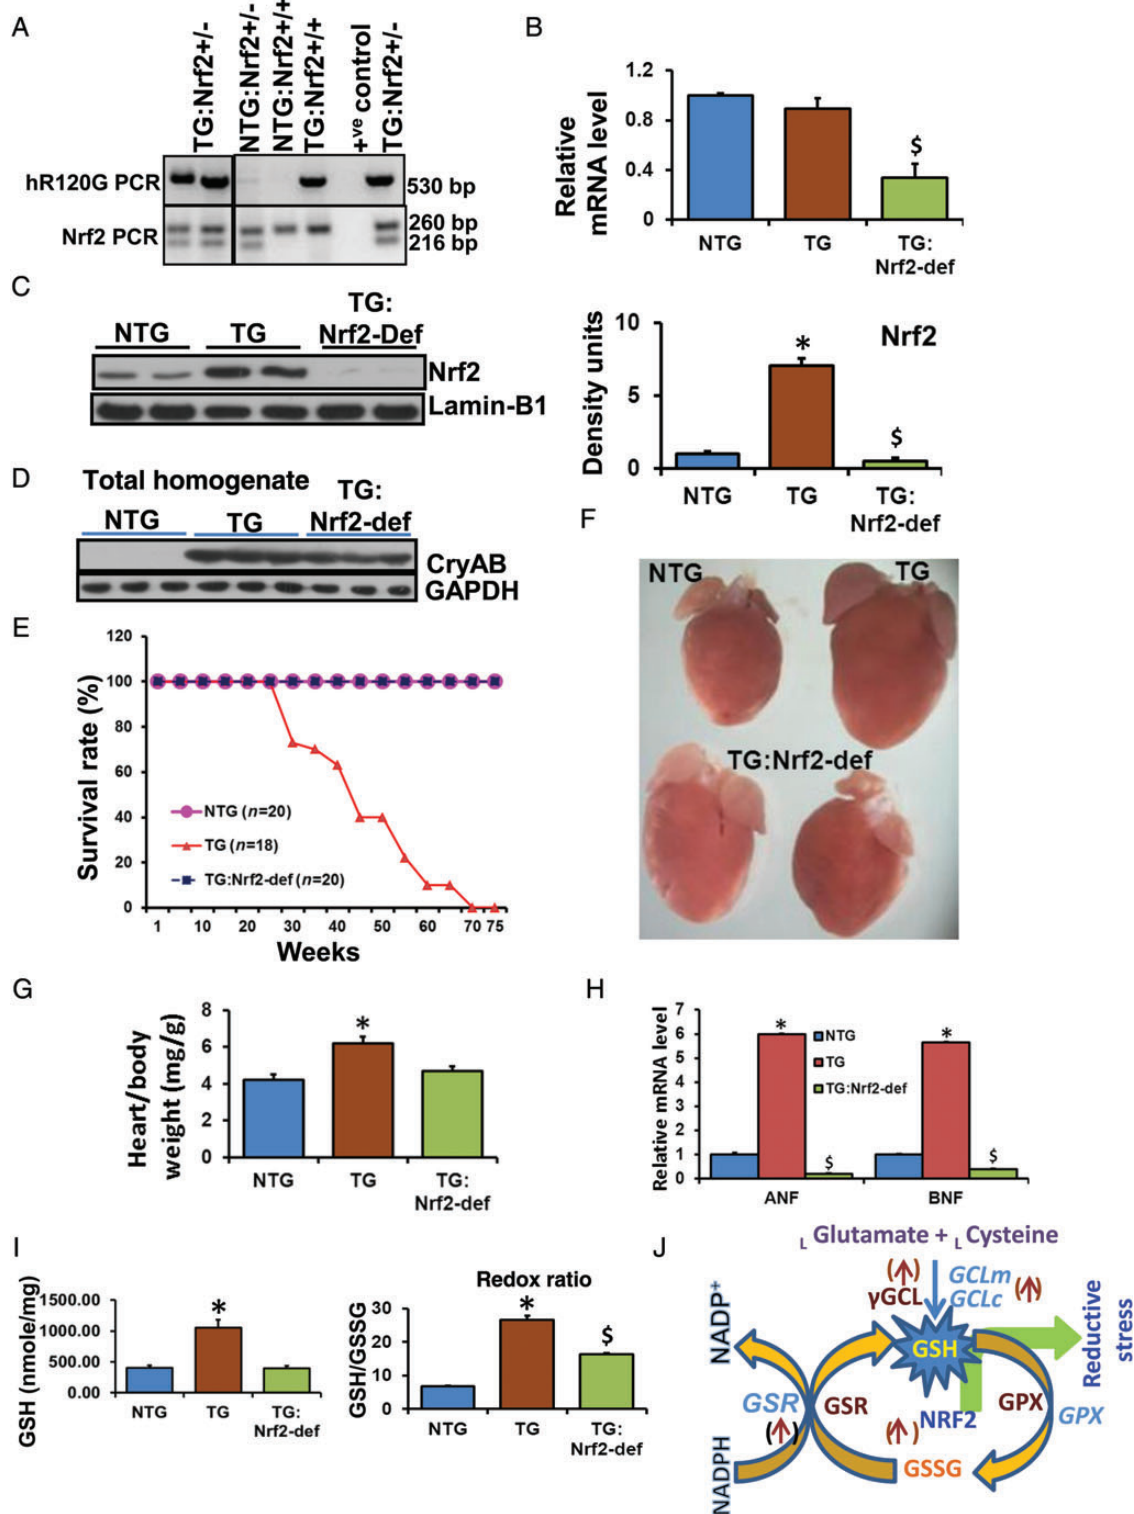 A
TG:Nrf2+/-
NTG:Nrf2+/-
NTG:Nrf2+/+
TG:Nrf2+/+
+ve control
TG:Nrf2+/-
hR120G PCR
530 bp
Nrf2 PCR
260 bp
216 bp
B
Relative
mRNA level
1.2
0.8
0.4
0
$
NTG
TG
TG:
Nrf2-def
C
NTG
TG
TG:
Nrf2-Def
Nrf2
Lamin-B1
Density units
10
5
0
Nrf2
*
$
NTG
TG
TG:
Nrf2-def
D
Total homogenate
NTG
TG
TG:
Nrf2-def
CryAB
GAPDH
E
Survival rate (%)
120
100
80
60
40
20
0
NTG (n=20)
TG (n=18)
TG:Nrf2-def (n=20)
1 10 20 30 40 50 60 70 75
Weeks
F
NTG
TG
TG:Nrf2-def
G
Heart/body
weight (mg/g)
8
6
4
2
0
*
NTG
TG
TG:
Nrf2-def
H
Relative mRNA level
7
6
5
4
3
2
1
0
*
*
$
$
NTG
TG
TG:Nrf2-def
ANF
BNF
I
GSH (nmole/mg)
1500.00
1000.00
500.00
0.00
*
NTG
TG
TG:
Nrf2-def
Redox ratio
GSH/GSSG
30
20
10
0
*
$
NTG
TG
TG:
Nrf2-def
J
L Glutamate + L Cysteine
(↑)
γGCL
GCLm
GCLc
(↑)
NADP+
GSH
Reductive
stress
GSR
(↑)
GSR
(↑)
NRF2
GPX
GPX
NADPH
GSSG